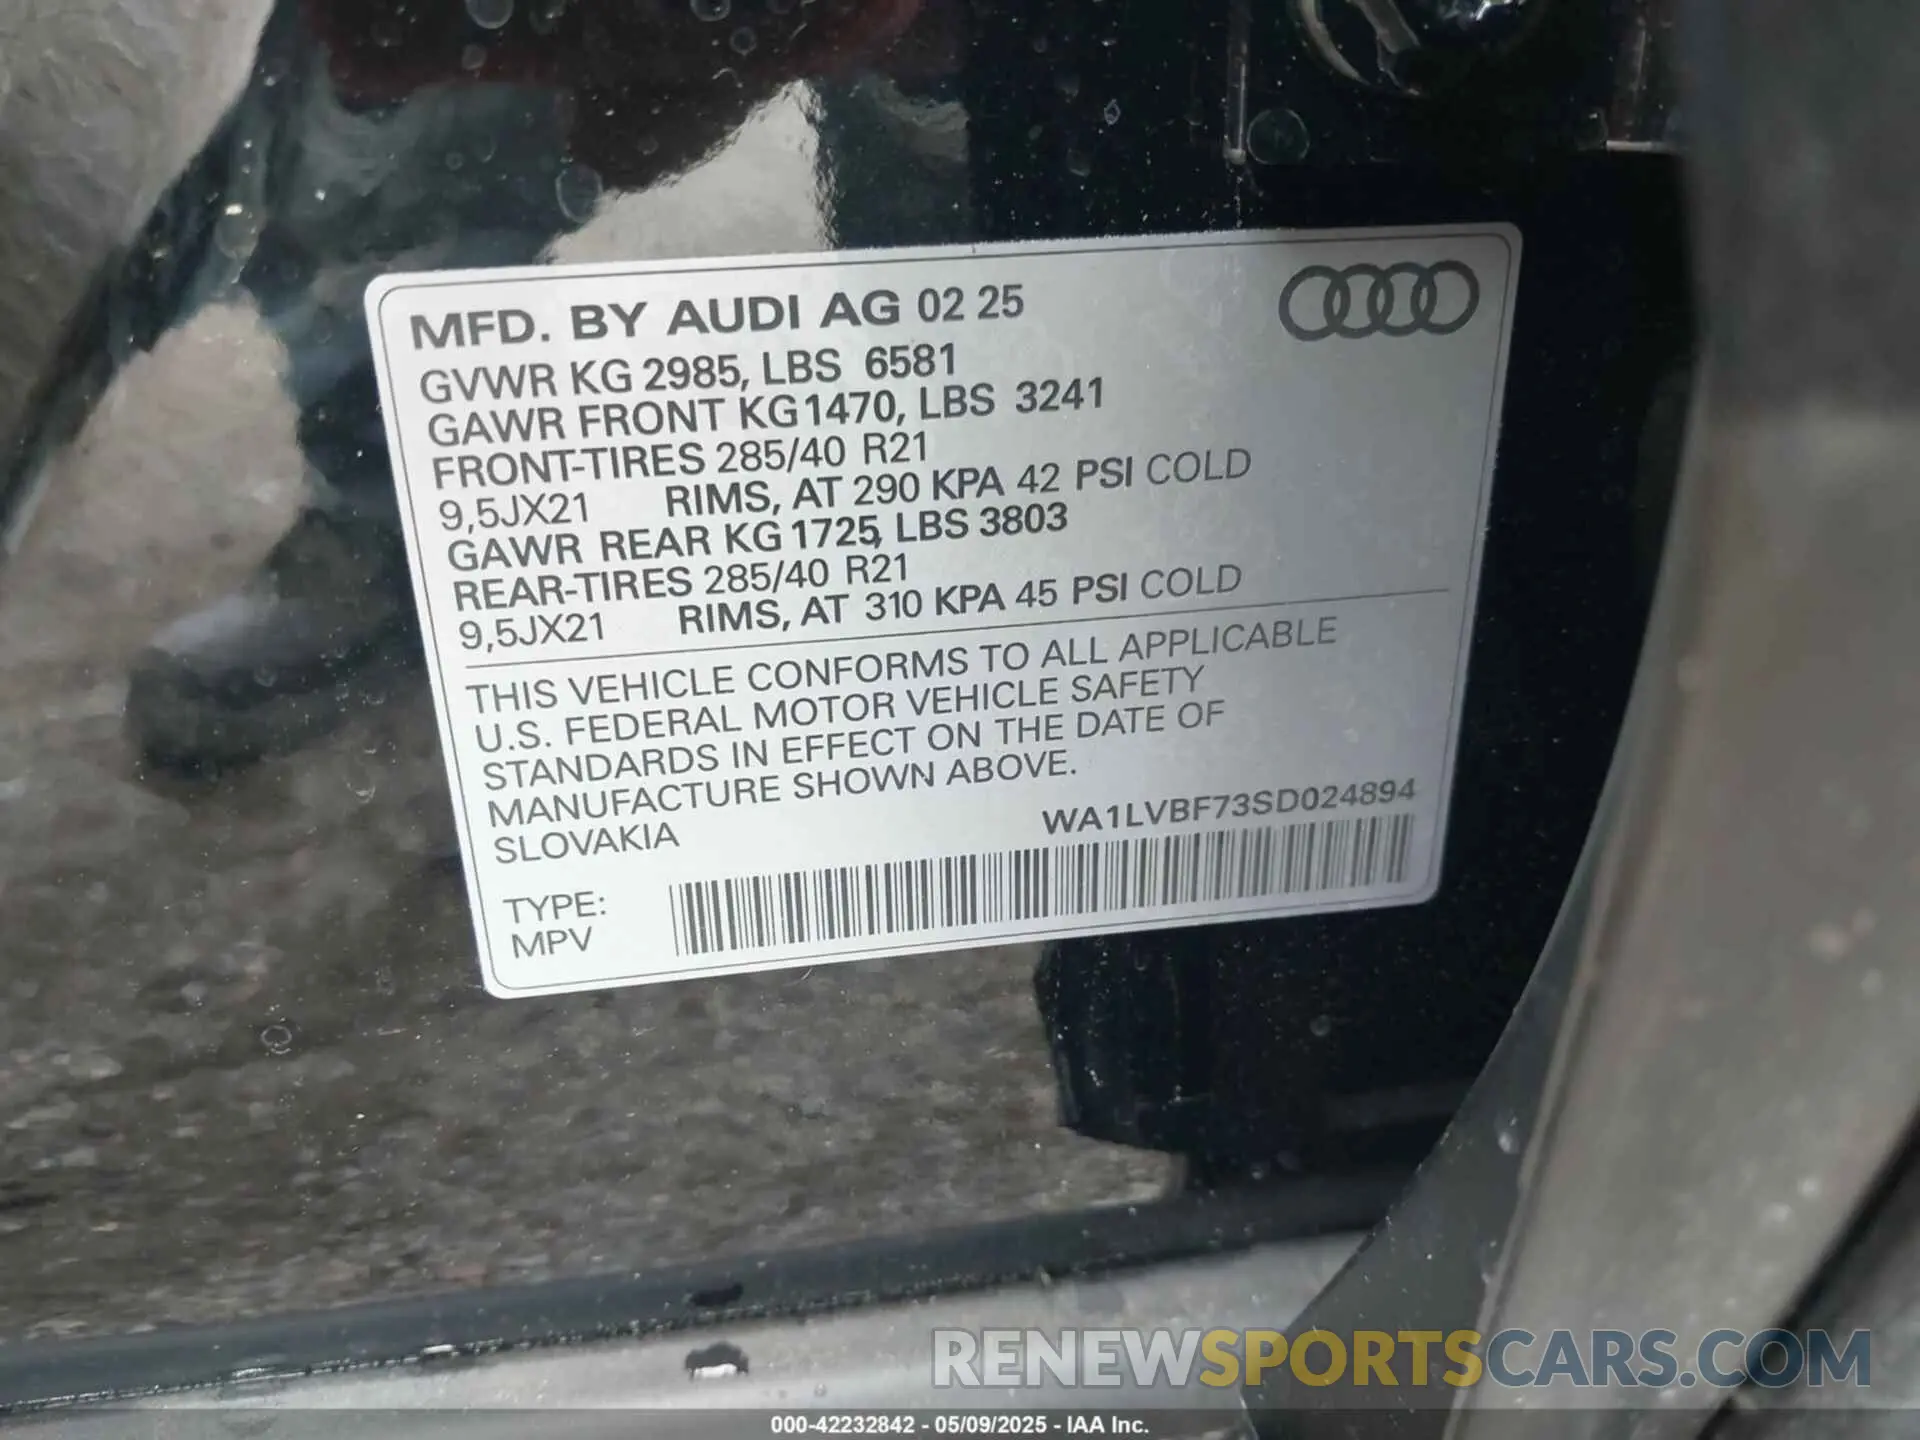 MFD. BY AUDI AG 02 25
GVWR KG 2985, LBS 6581
GAWR FRONT KG 1470, LBS 3241
FRONT-TIRES 285/40 R21
9,5JX21 RIMS, AT 290 KPA 42 PSI COLD
GAWR REAR KG 1725, LBS 3803
REAR-TIRES 285/40 R21
9,5JX21 RIMS, AT 310 KPA 45 PSI COLD
THIS VEHICLE CONFORMS TO ALL APPLICABLE
U.S. FEDERAL MOTOR VEHICLE SAFETY
STANDARDS IN EFFECT ON THE DATE OF
MANUFACTURE SHOWN ABOVE.
SLOVAKIA
WA1LVBF73SD024894
TYPE:
MPV
RENEWSPORTSCARS.COM
000-42232842 - 05/09/2025 - IAA Inc.